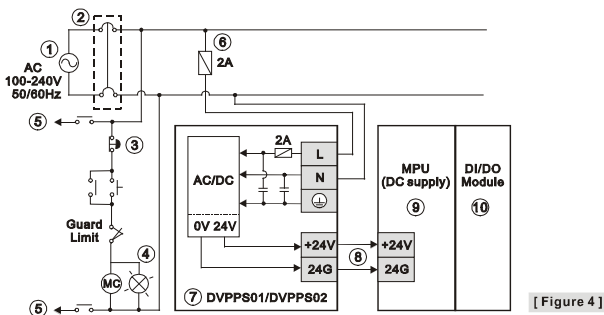 ②
①
AC
100-240V
50/60Hz
⑥
2A
⑤
③
Guard
Limit
④
MC
⑤
2A
L
N
AC/DC
0V 24V
+24V
24G
⑦ DVPPS01/DVPPS02
⑧
MPU
(DC supply)
⑨
+24V
24G
DI/DO
Module
⑩
[ Figure 4 ]